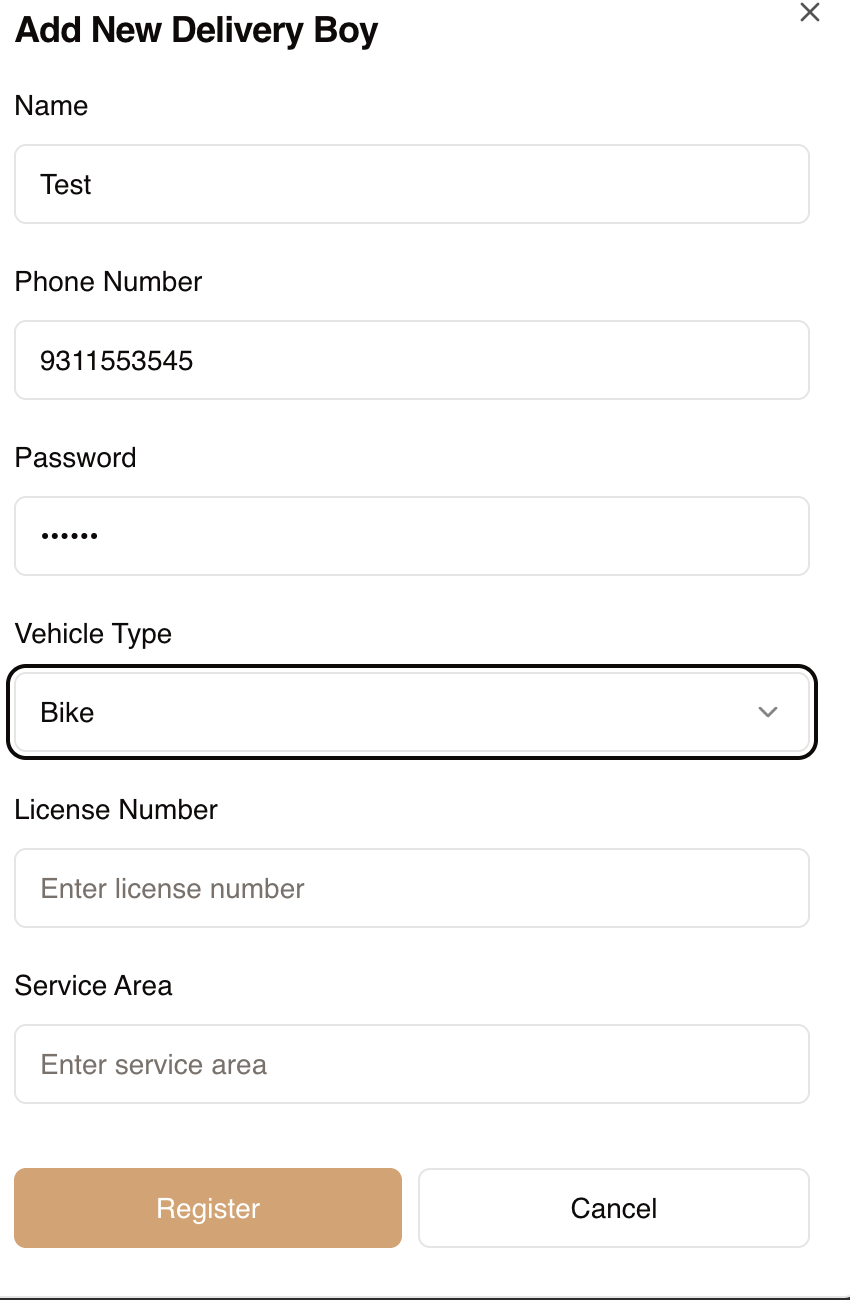 Add New Delivery Boy
Name
Test
Phone Number
9311553545
Password
••••••
Vehicle Type
Bike
License Number
Enter license number
Service Area
Enter service area
Register
Cancel